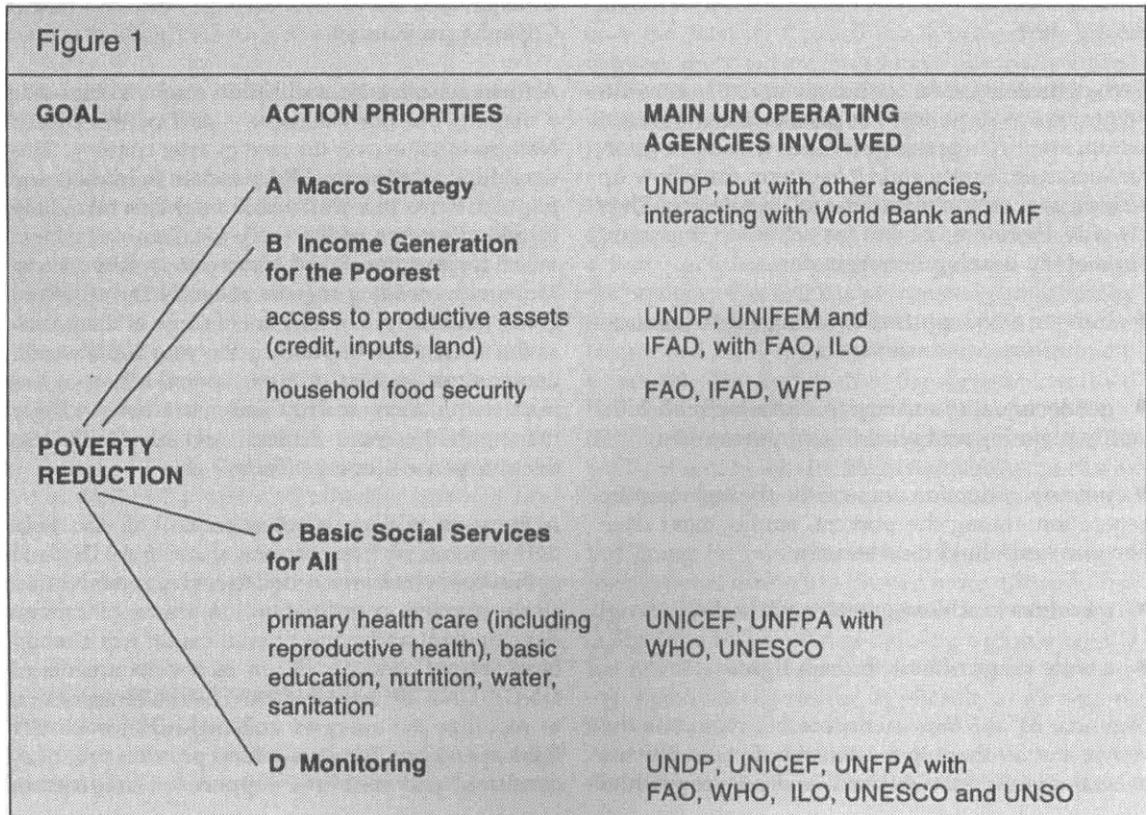 Figure 1
GOAL ACTION PRIORITIES MAIN UN OPERATING
AGENCIES INVOLVED
A Macro Strategy UNDP, but with other agencies,
interacting with World Bank and IMF
B Income Generation
for the Poorest
access to productive assets UNDP, UNIFEM and
(credit, inputs, land) IFAD, with FAO, ILO
household food security FAO, IFAD, WFP
POVERTY
REDUCTION
C Basic Social Services
for All
primary health care (including UNICEF, UNFPA with
reproductive health), basic WHO, UNESCO
education, nutrition, water,
sanitation
D Monitoring UNDP, UNICEF, UNFPA with
FAO, WHO, ILO, UNESCO and UNSO